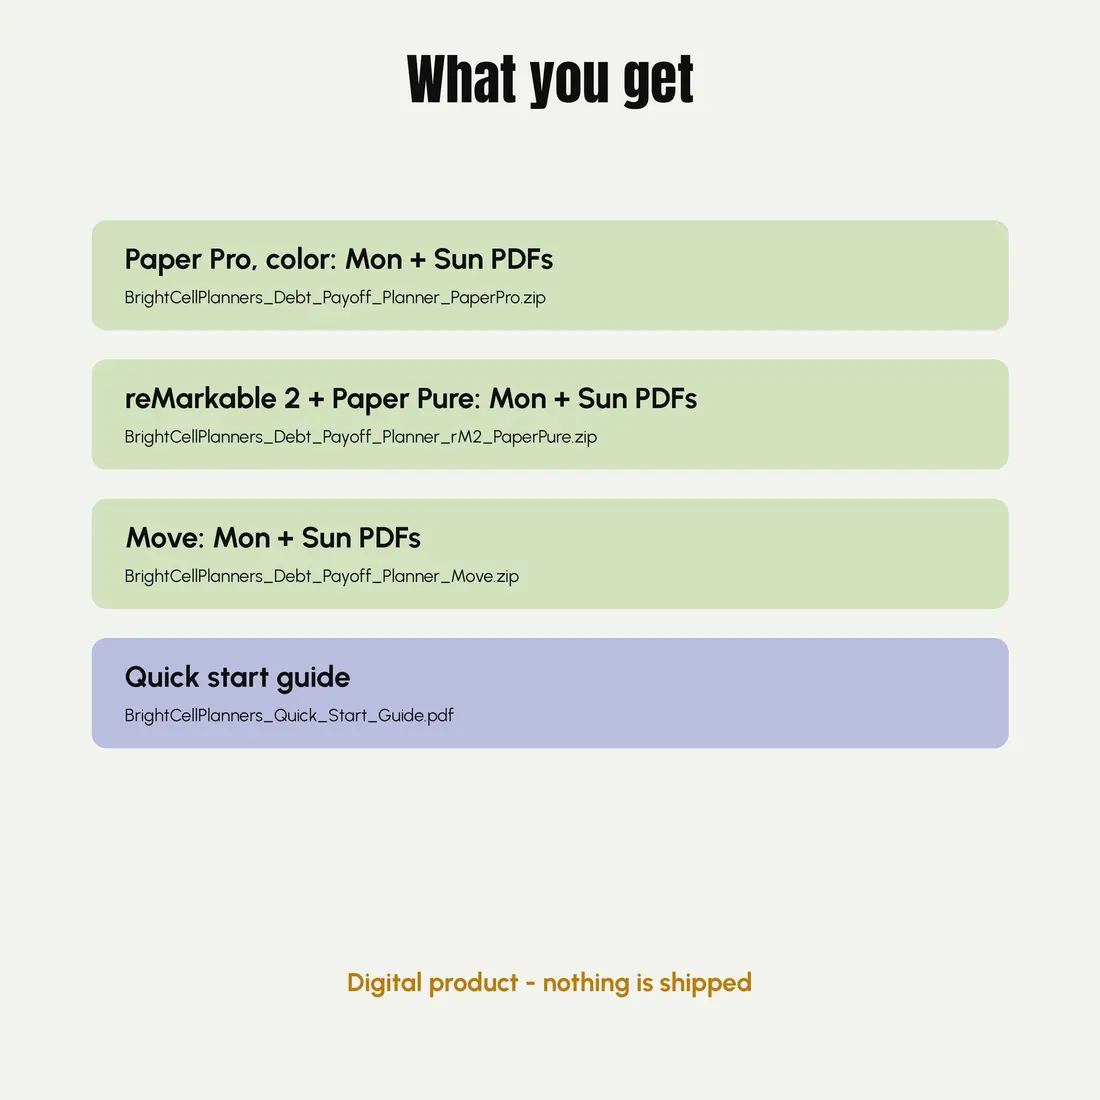 What you get
Paper Pro, color: Mon + Sun PDFs
BrightCellPlanners_Debt_Payoff_Planner_PaperPro.zip
reMarkable 2 + Paper Pure: Mon + Sun PDFs
BrightCellPlanners_Debt_Payoff_Planner_rM2_PaperPure.zip
Move: Mon + Sun PDFs
BrightCellPlanners_Debt_Payoff_Planner_Move.zip
Quick start guide
BrightCellPlanners_Quick_Start_Guide.pdf
Digital product - nothing is shipped